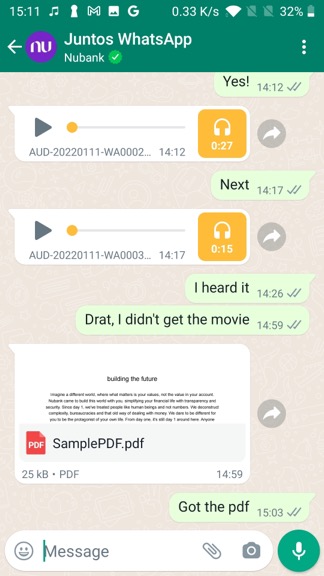 15:11
0.33 K/s
32%
nu
Juntos WhatsApp
Nubank
Yes!
14:12
0:27
AUD-20220111-WA0002... 14:12
Next
14:17
0:15
AUD-20220111-WA0003... 14:17
I heard it
14:26
Drat, I didn't get the movie
14:59
building the future
Imagine a different world, where what matters is your values, not the value in your account.
Nubank came to build this world with you, simplifying your financial life with transparency and
security. Since day 1, we've treated people like human beings and not numbers. We deconstruct
complexity, bureaucracies and that old way of dealing with money. We dare to be different for
you to be the protagonist of your own life. From day one, it's still day 1 around here. Anyone
PDF
SamplePDF.pdf
25 kB • PDF
14:59
Got the pdf
15:03
Message